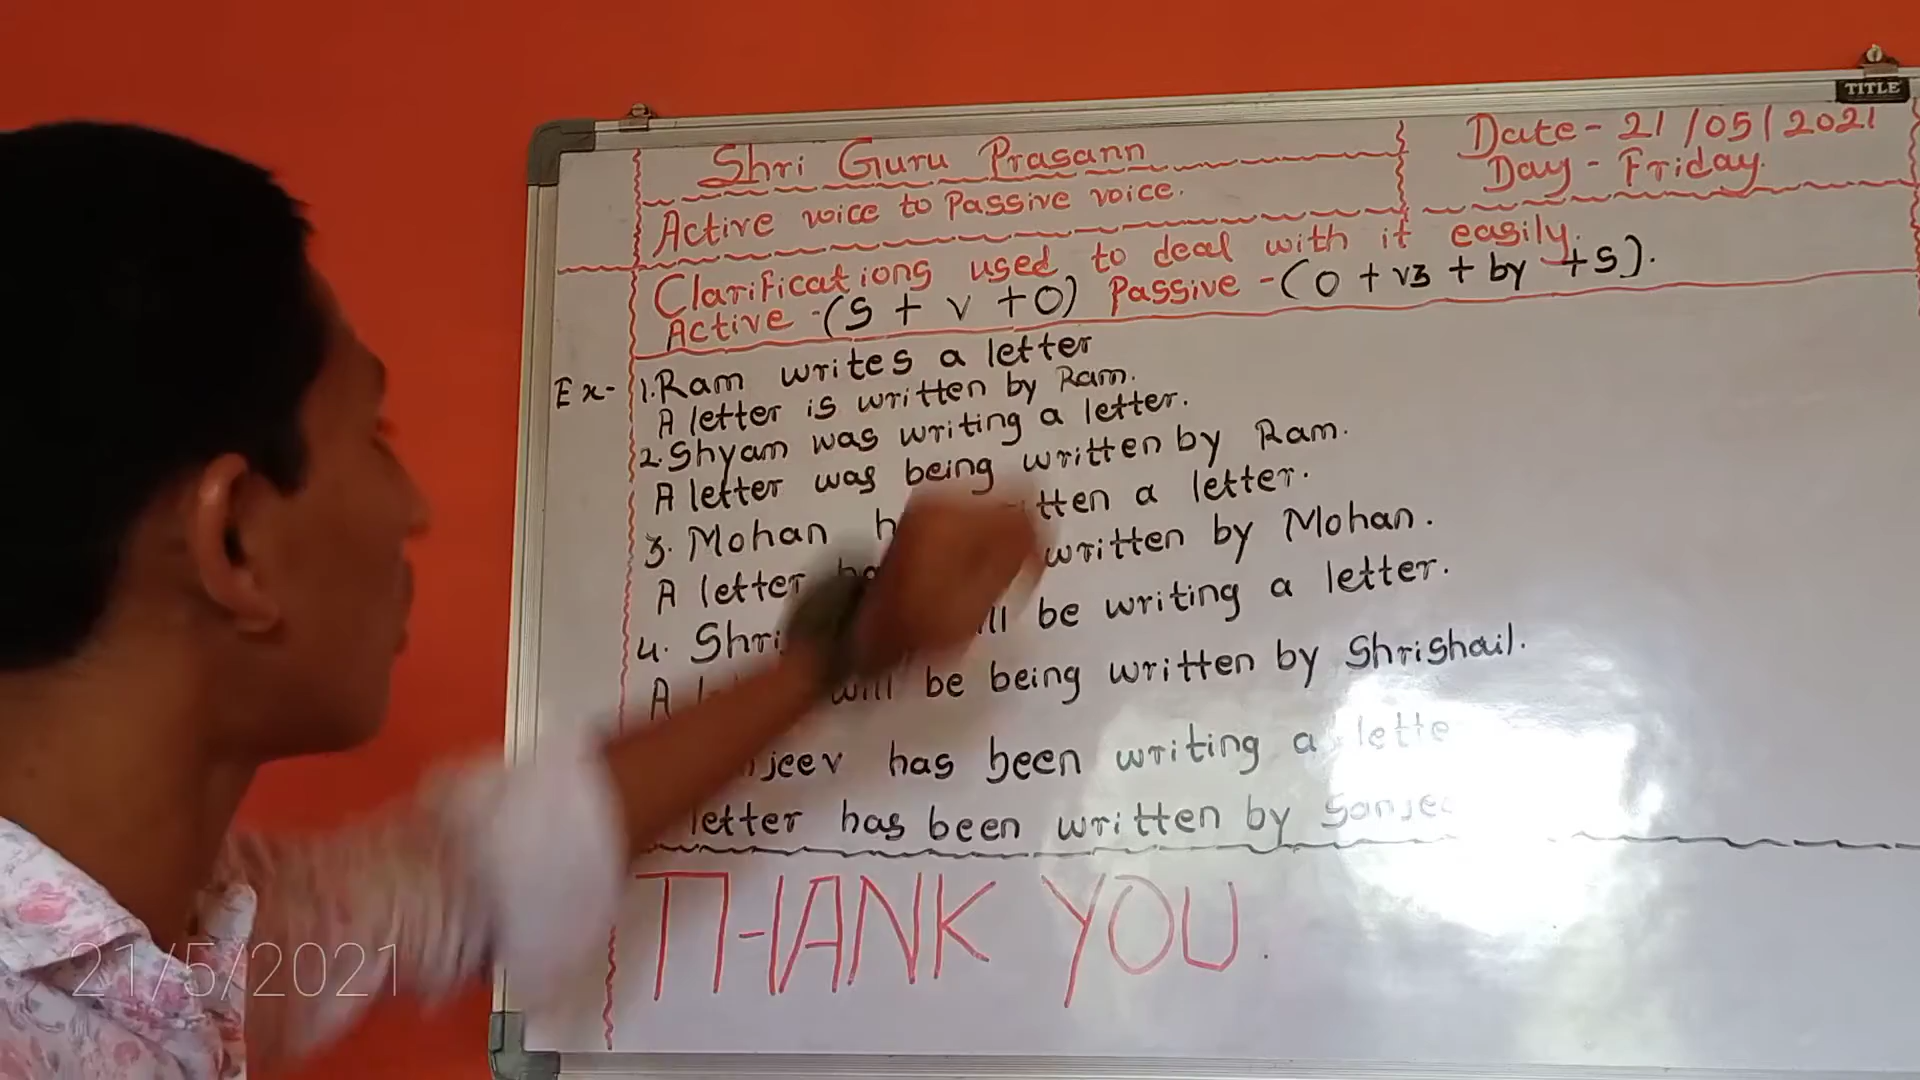 TITLE
Shri Guru Prasann
Date- 21/05/2021
Day - Friday.
Active voice to Passive voice.
Clarifications used to deal with it easily.
Active -(S + V + O) Passive -(O + V3 + by + S).
Ex- 1. Ram writes a letter
A letter is written by Ram.
2. Shyam was writing a letter.
A letter was being written by Ram.
3. Mohan a letter.
A letter written by Mohan.
4. be writing a letter.
A will be being written by Shrishail.
has been writing a
letter has been written by
THANK YOU.
21/5/2021